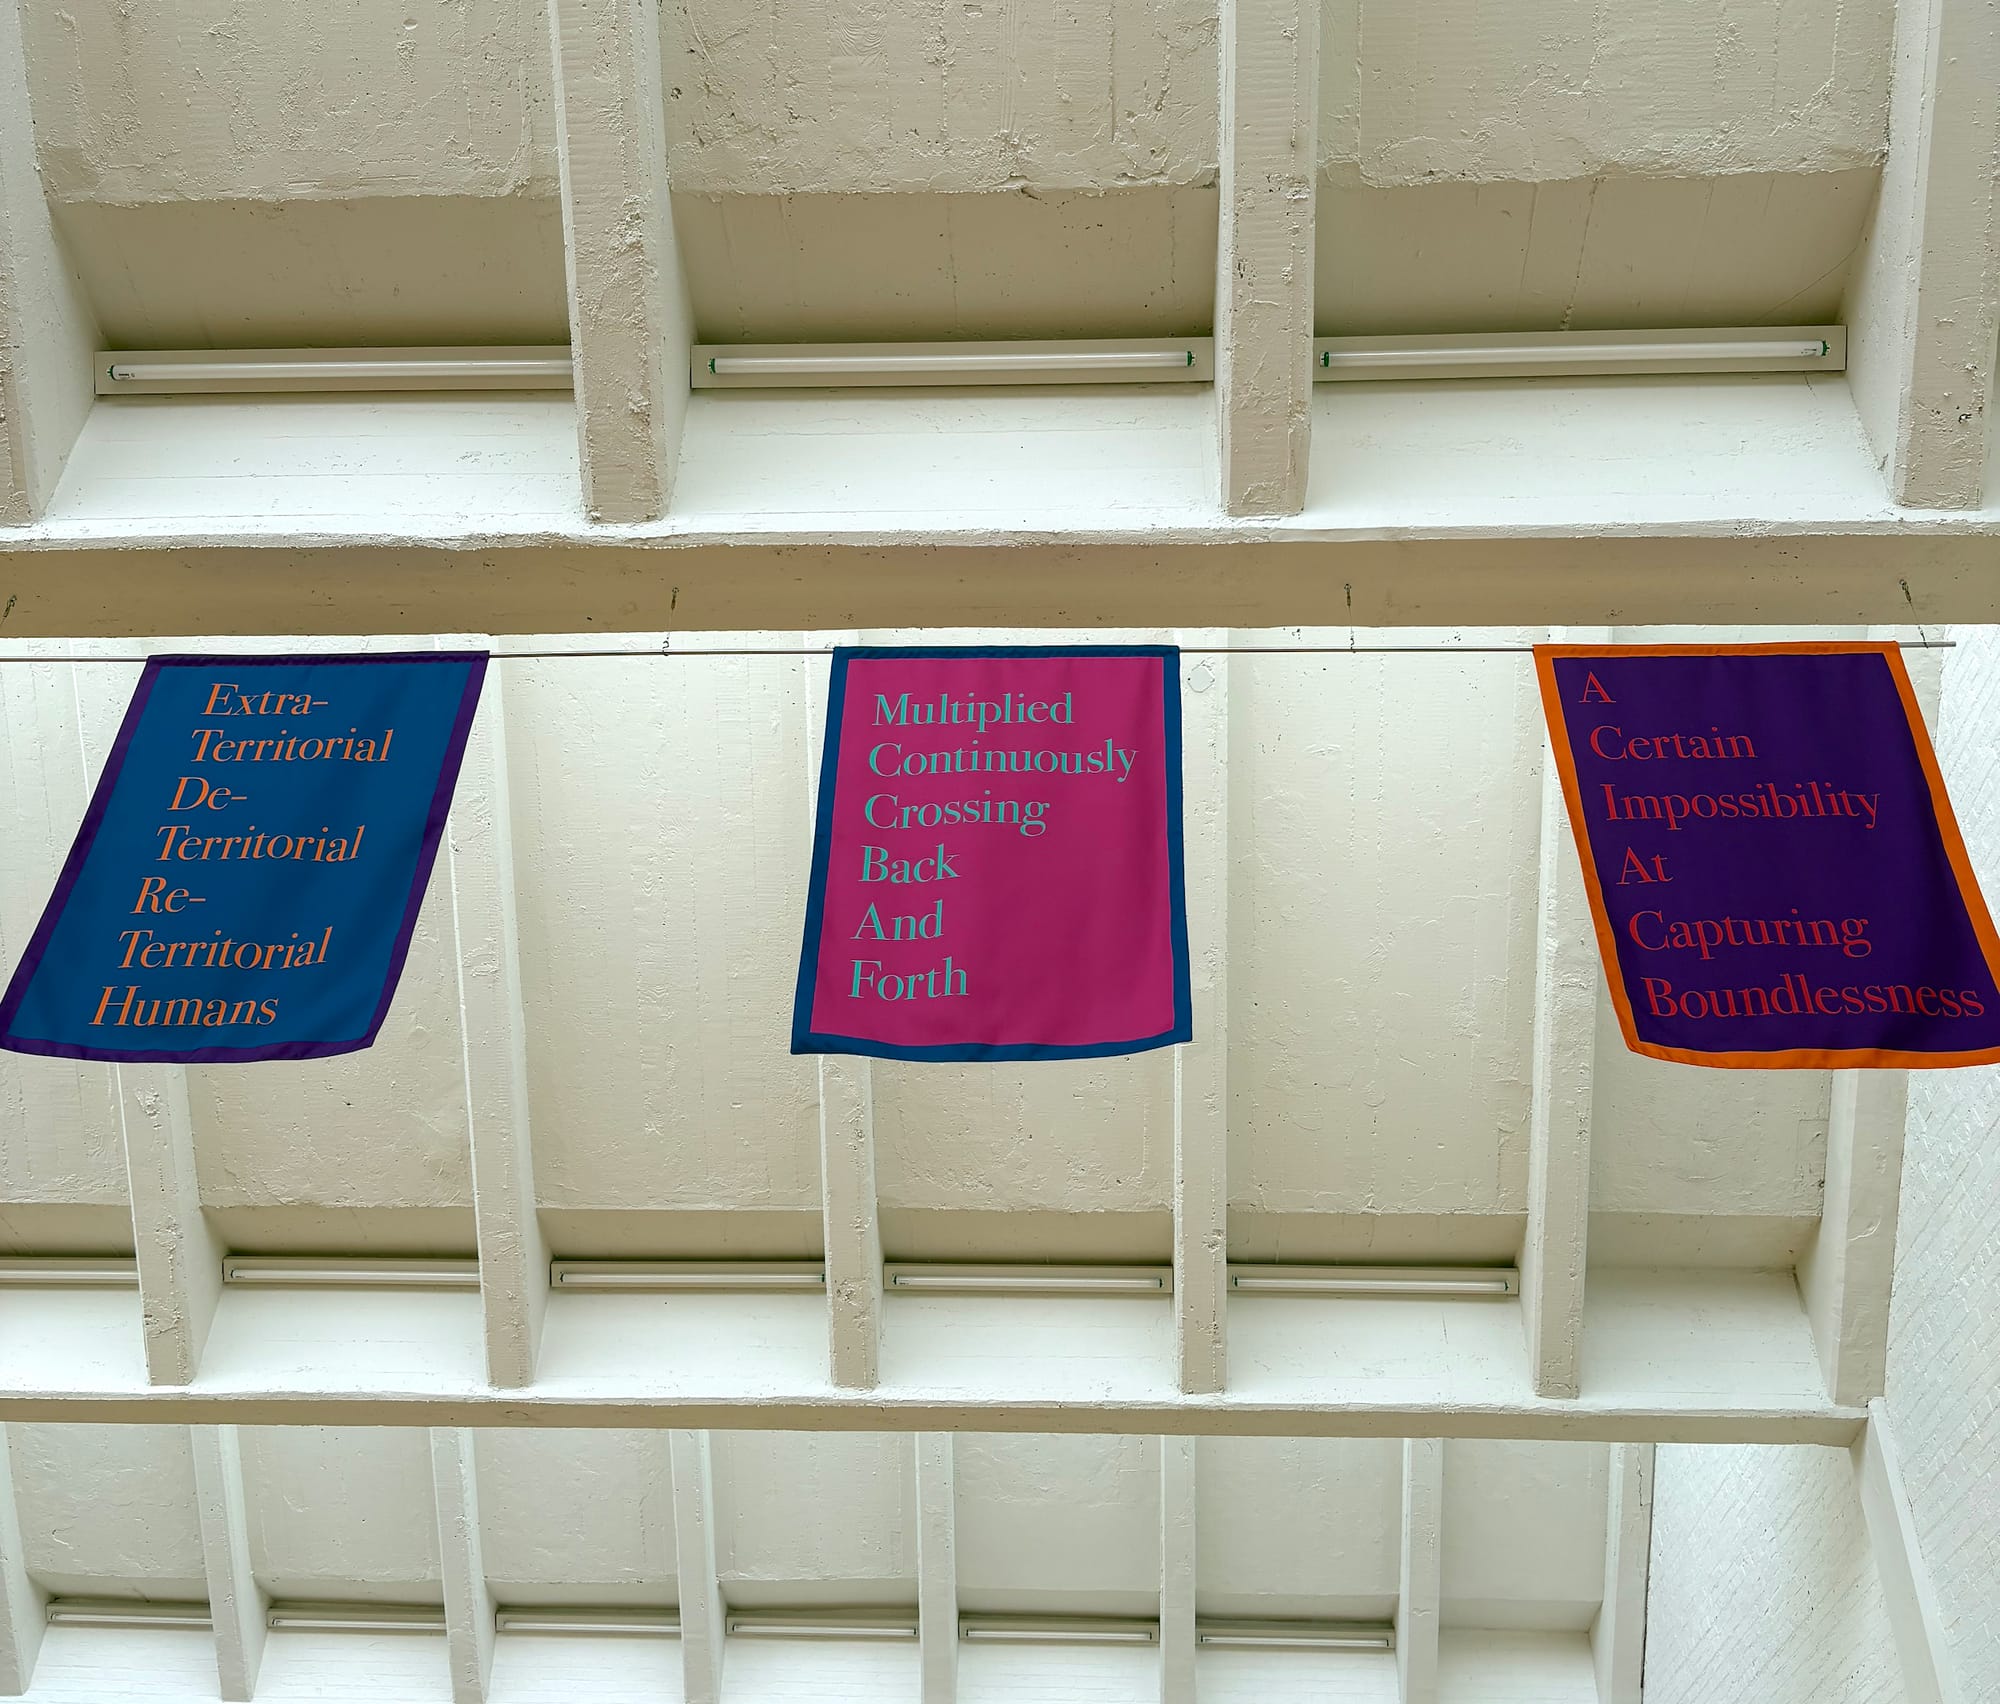 Extra-
Territorial
De-
Territorial
Re-
Territorial
Humans
Multiplied
Continuously
Crossing
Back
And
Forth
A
Certain
Impossibility
At
Capturing
Boundlessness